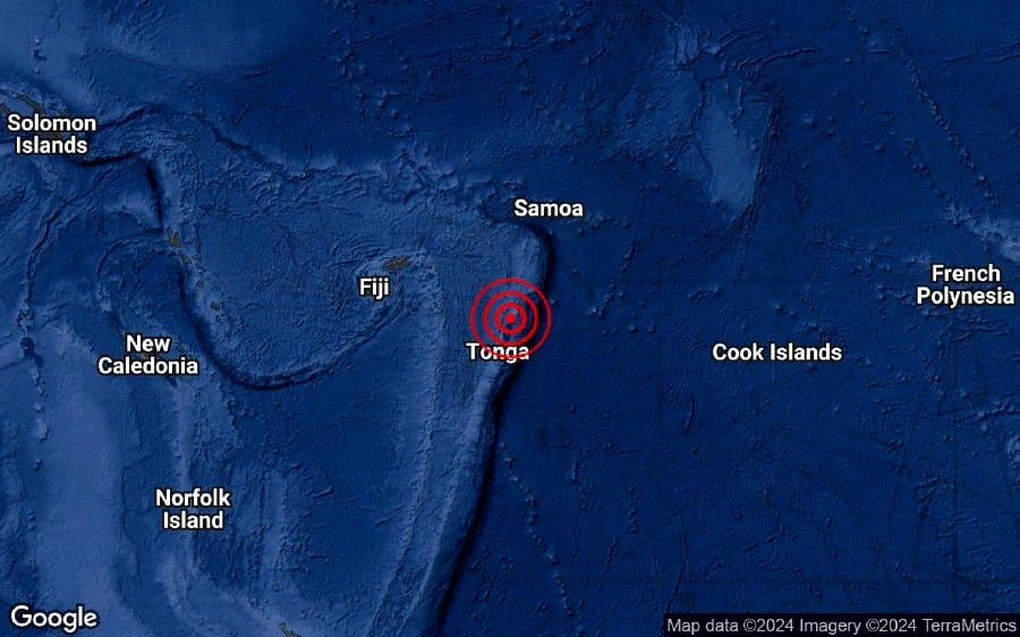 Solomon
Islands
Samoa
Fiji
French
Polynesia
New
Caledonia
Tonga
Cook Islands
Norfolk
Island
Google
Map data ©2024 Imagery ©2024 TerraMetrics